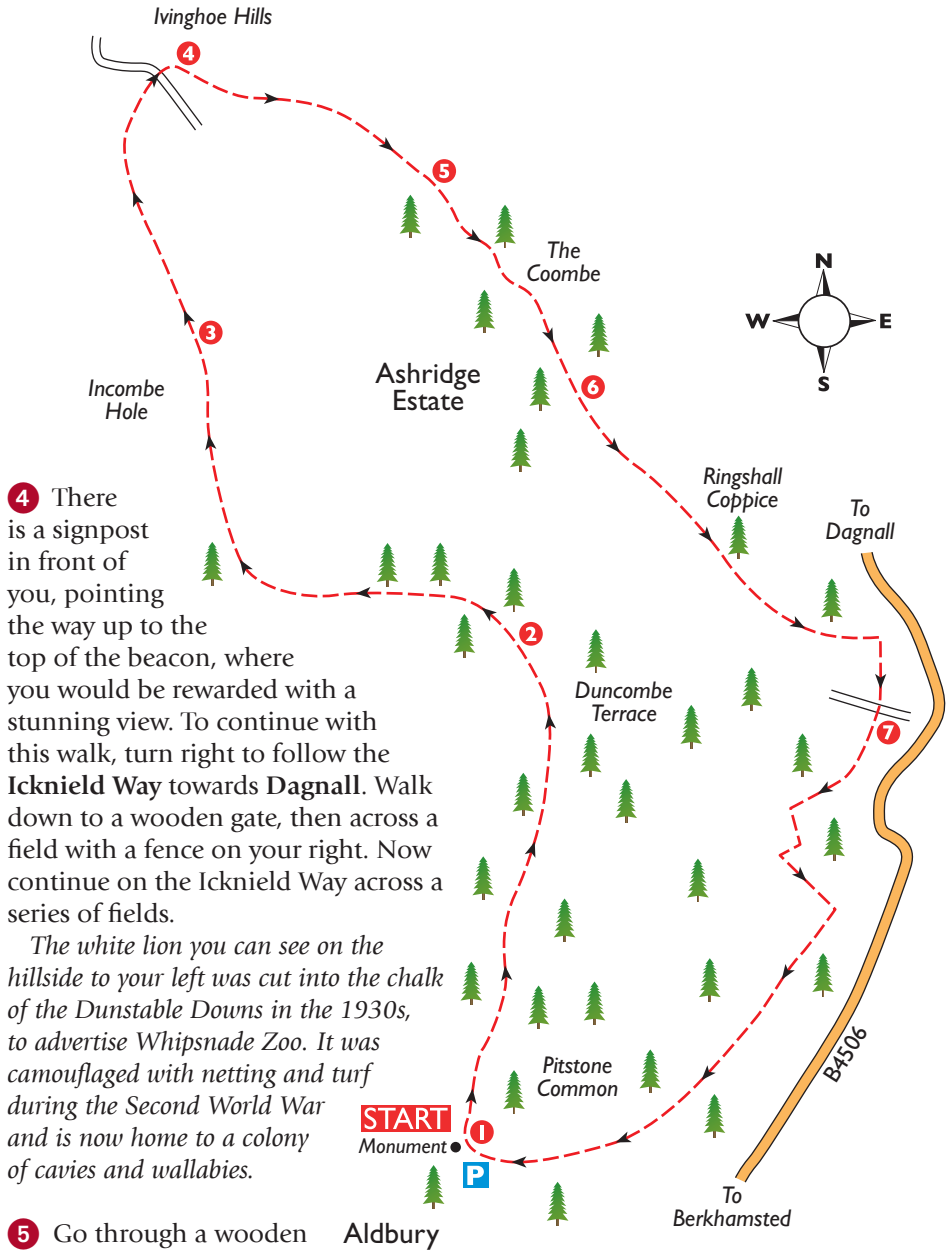 Ivinghoe Hills
4
5
The
Coombe
N
W
E
S
3
6
Ashridge
Estate
Incombe
Hole
Ringshall
Coppice
To
Dagnall
2
Duncombe
Terrace
7
Pitstone
Common
B4506
START
1
Monument
P
To
Berkhamsted
Aldbury
4 There
is a signpost
in front of
you, pointing
the way up to the
top of the beacon, where
you would be rewarded with a
stunning view. To continue with
this walk, turn right to follow the
Icknield Way towards Dagnall. Walk
down to a wooden gate, then across a
field with a fence on your right. Now
continue on the Icknield Way across a
series of fields.
The white lion you can see on the
hillside to your left was cut into the chalk
of the Dunstable Downs in the 1930s,
to advertise Whipsnade Zoo. It was
camouflaged with netting and turf
during the Second World War
and is now home to a colony
of cavies and wallabies.
5 Go through a wooden